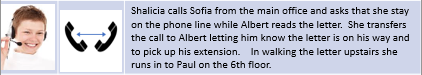 Shalicia calls Sofia from the main office and asks that she stay
on the phone line while Albert reads the letter.  She transfers
the call to Albert letting him know the letter is on his way and
to pick up his extension.    In walking the letter upstairs she
runs in to Paul on the 6th floor.